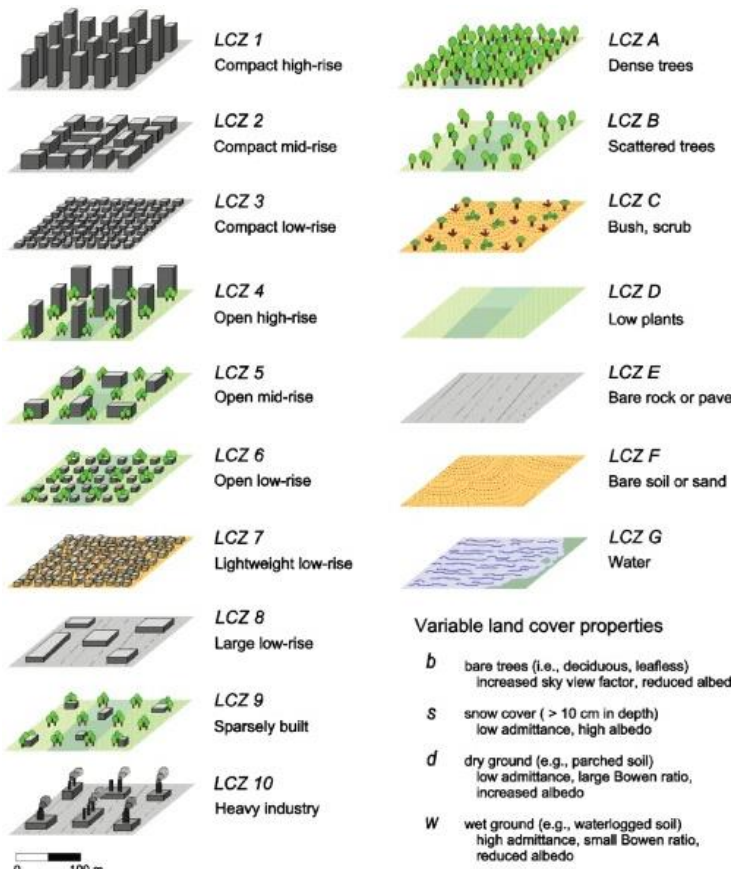 LCZ 1
Compact high-rise
LCZ 2
Compact mid-rise
LCZ 3
Compact low-rise
LCZ 4
Open high-rise
LCZ 5
Open mid-rise
LCZ 6
Open low-rise
LCZ 7
Lightweight low-rise
LCZ 8
Large low-rise
LCZ 9
Sparsely built
LCZ 10
Heavy industry
LCZ A
Dense trees
LCZ B
Scattered trees
LCZ C
Bush, scrub
LCZ D
Low plants
LCZ E
Bare rock or pave
LCZ F
Bare soil or sand
LCZ G
Water
Variable land cover properties
b bare trees (i.e., deciduous, leafless)
increased sky view factor, reduced albed
s snow cover ( > 10 cm in depth)
low admittance, high albedo
d dry ground (e.g., parched soil)
low admittance, large Bowen ratio,
increased albedo
w wet ground (e.g., waterlogged soil)
high admittance, small Bowen ratio,
reduced albedo